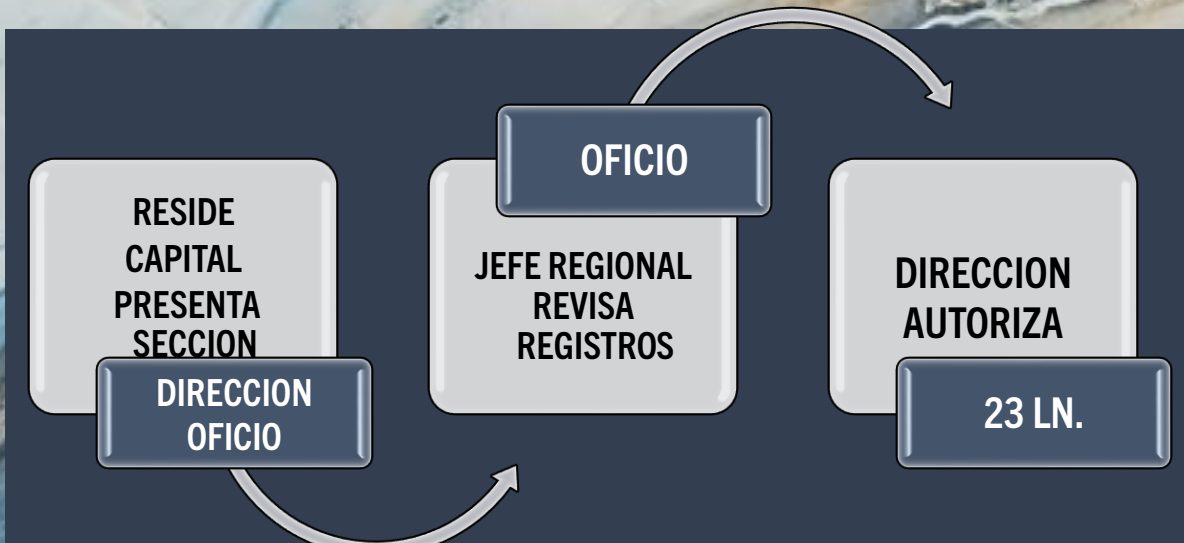 RESIDE
CAPITAL
PRESENTA
SECCION
DIRECCION
OFICIO
OFICIO
JEFE REGIONAL
REVISA
REGISTROS
DIRECCION
AUTORIZA
23 LN.